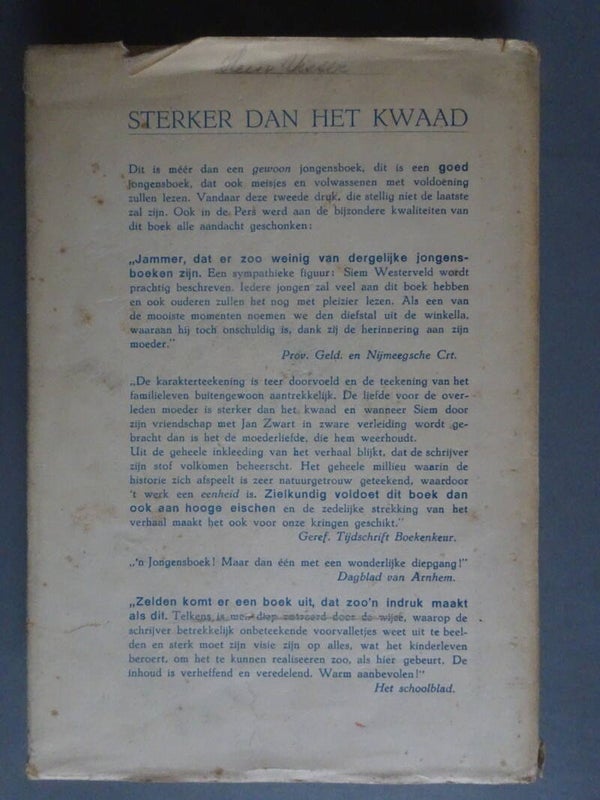 STERKER DAN HET KWAAD
Dit is méér dan een gewoon jongensboek, dit is een goed
jongensboek, dat ook meisjes en volwassenen met voldoening
zullen lezen. Vandaar deze tweede druk, die stellig niet de laatste
zal zijn. Ook in de Pers werd aan de bijzondere kwaliteiten van
dit boek alle aandacht geschonken:
„Jammer, dat er zoo weinig van dergelijke jongens-
boeken zijn. Een sympathieke figuur: Siem Westerveld wordt
prachtig beschreven. Iedere jongen zal veel aan dit boek hebben
en ook ouderen zullen het nog met pleizier lezen. Als een van
de mooiste momenten noemen we den diefstal uit de winkella,
waaraan hij toch onschuldig is, dank zij de herinnering aan zijn
moeder."
Prov. Geld. en Nijmeegsche Crt.
„De karakterteekening is teer doorvoeld en de teekening van het
familieleven buitengewoon aantrekkelijk. De liefde voor de over-
leden moeder is sterker dan het kwaad en wanneer Siem door
zijn vriendschap met Jan Zwart in zware verleiding wordt ge-
bracht dan is het de moederliefde, die hem weerhoudt.
Uit de geheele inkleeding van het verhaal blijkt, dat de schrijver
zijn stof volkomen beheerscht. Het geheele millieu waarin de
historie zich afspeelt is zeer natuurgetrouw geteekend, waardoor
't werk een eenheid is. Zielkundig voldoet dit boek dan
ook aan hooge eischen en de zedelijke strekking van het
verhaal maakt het ook voor onze kringen geschikt."
Geref. Tijdschrift Boekenkeur.
„'n Jongensboek! Maar dan één met een wonderlijke diepgang!"
Dagblad van Arnhem.
„Zelden komt er een boek uit, dat zoo'n indruk maakt
als dit. Telkens is men diep ontroerd door de wijze, waarop de
schrijver betrekkelijk onbeteekende voorvalletjes weet uit te beel-
den en sterk moet zijn visie zijn op alles, wat het kinderleven
beroert, om het te kunnen realiseeren zoo, als hier gebeurt. De
inhoud is verheffend en veredelend. Warm aanbevolen!"
Het schoolblad.